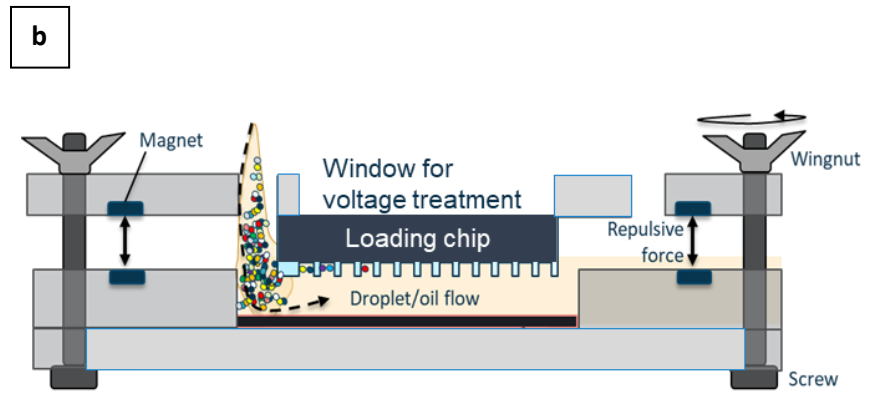 b
Magnet
Wingnut
Window for
voltage treatment
Loading chip
Repulsive
force
Droplet/oil flow
Screw